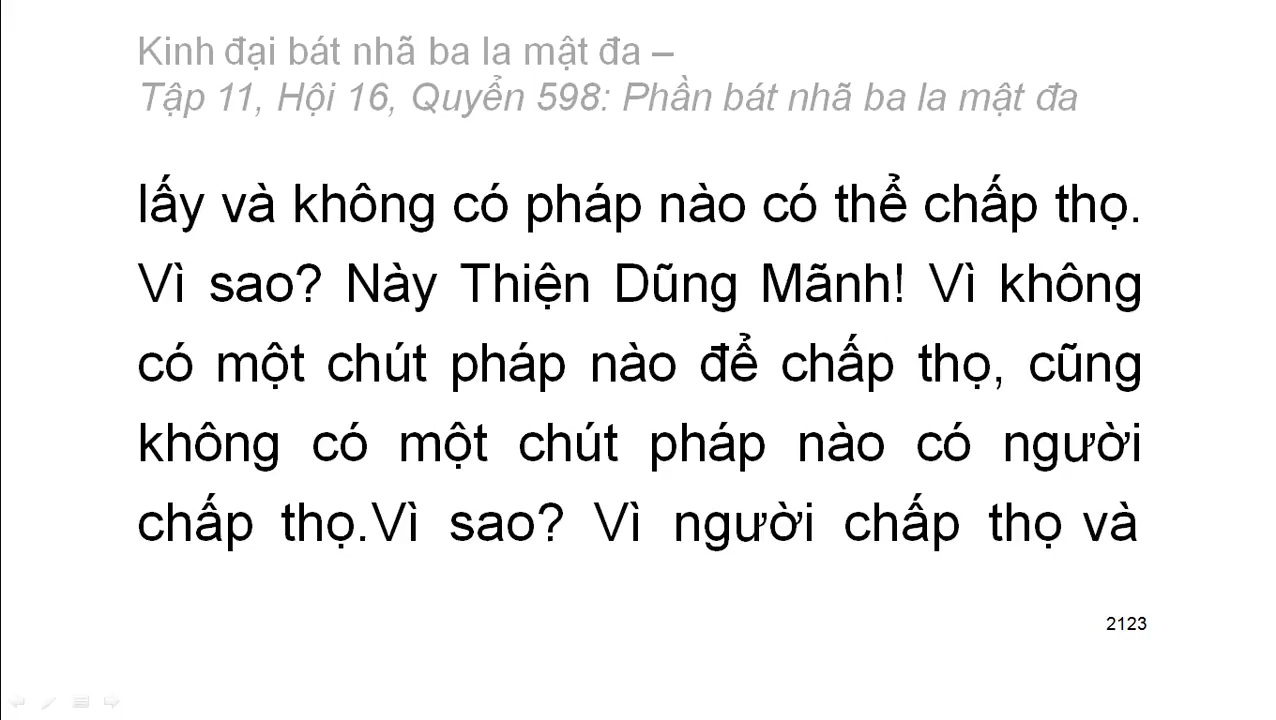 Kinh đại bát nhã ba la mật đa –
Tập 11, Hội 16, Quyển 598: Phần bát nhã ba la mật đa
lấy và không có pháp nào có thể chấp thọ.
Vì sao? Này Thiện Dũng Mãnh! Vì không
có một chút pháp nào để chấp thọ, cũng
không có một chút pháp nào có người
chấp thọ.Vì sao? Vì người chấp thọ và
2123